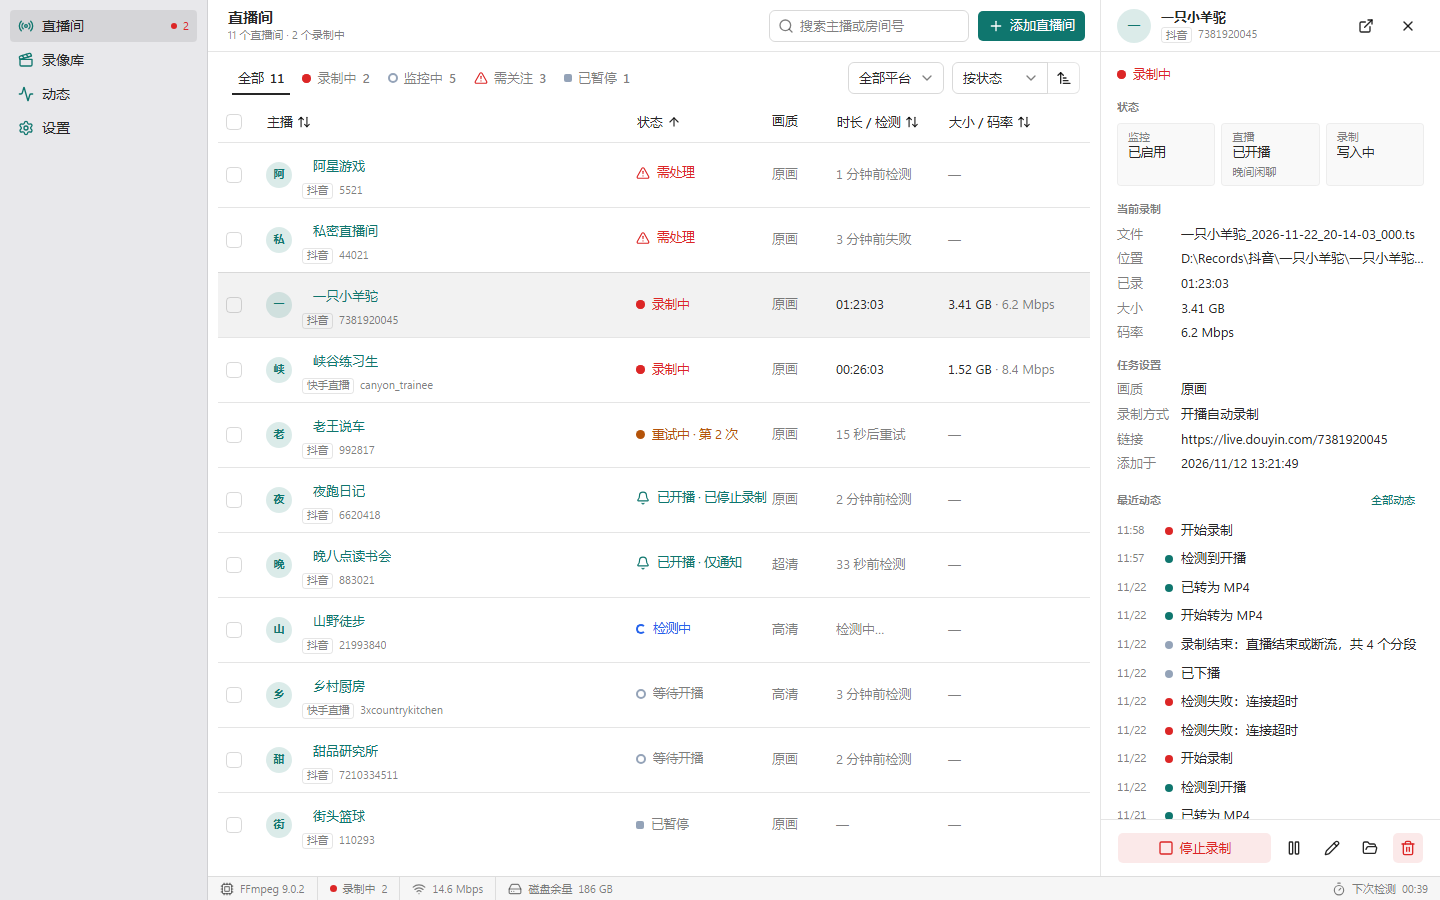 直播间
2
录像库
动态
设置
直播间
11 个直播间 · 2 个录制中
搜索主播或房间号
添加直播间
全部 11
录制中 2
监控中 5
需关注 3
已暂停 1
全部平台
按状态
主播
状态
画质
时长 / 检测
大小 / 码率
阿
阿星游戏
抖音 5521
需处理
原画
1 分钟前检测
—
私
私密直播间
抖音 44021
需处理
原画
3 分钟前失败
—
一
一只小羊驼
抖音 7381920045
录制中
原画
01:23:03
3.41 GB · 6.2 Mbps
峡
峡谷练习生
快手直播 canyon_trainee
录制中
原画
00:26:03
1.52 GB · 8.4 Mbps
老
老王说车
抖音 992817
重试中 · 第 2 次
原画
15 秒后重试
—
夜
夜跑日记
抖音 6620418
已开播 · 已停止录制
原画
2 分钟前检测
—
晚
晚八点读书会
抖音 883021
已开播 · 仅通知
超清
33 秒前检测
—
山
山野徒步
抖音 21993840
检测中
高清
检测中...
—
乡
乡村厨房
快手直播 3xcountrykitchen
等待开播
高清
3 分钟前检测
—
甜
甜品研究所
抖音 7210334511
等待开播
原画
2 分钟前检测
—
街
街头篮球
抖音 110293
已暂停
原画
—
—
FFmpeg 9.0.2
录制中 2
14.6 Mbps
磁盘余量 186 GB
下次检测 00:39
一
一只小羊驼
抖音 7381920045
录制中
状态
监控
已启用
直播
已开播
晚间闲聊
录制
写入中
当前录制
文件 一只小羊驼_2026-11-22_20-14-03_000.ts
位置 D:\Records\抖音\一只小羊驼\一只小羊驼...
已录 01:23:03
大小 3.41 GB
码率 6.2 Mbps
任务设置
画质 原画
录制方式 开播自动录制
链接 https://live.douyin.com/7381920045
添加于 2026/11/12 13:21:49
最近动态 全部动态
11:58 开始录制
11:57 检测到开播
11/22 已转为 MP4
11/22 开始转为 MP4
11/22 录制结束：直播结束或断流，共 4 个分段
11/22 已下播
11/22 检测失败：连接超时
11/22 检测失败：连接超时
11/22 开始录制
11/22 检测到开播
11/21 已转为 MP4
停止录制